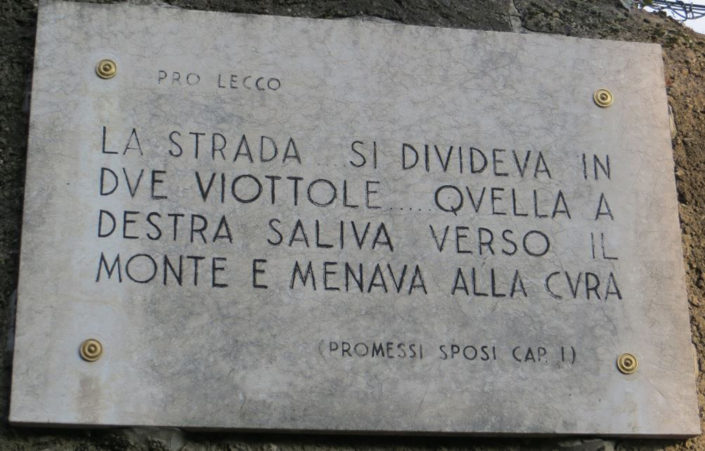 PRO LECCO
LA STRADA ... SI DIVIDEVA IN
DVE VIOTTOLE .... QVELLA A
DESTRA SALIVA VERSO IL
MONTE E MENAVA ALLA CVRA
(PROMESSI SPOSI CAP. I.)